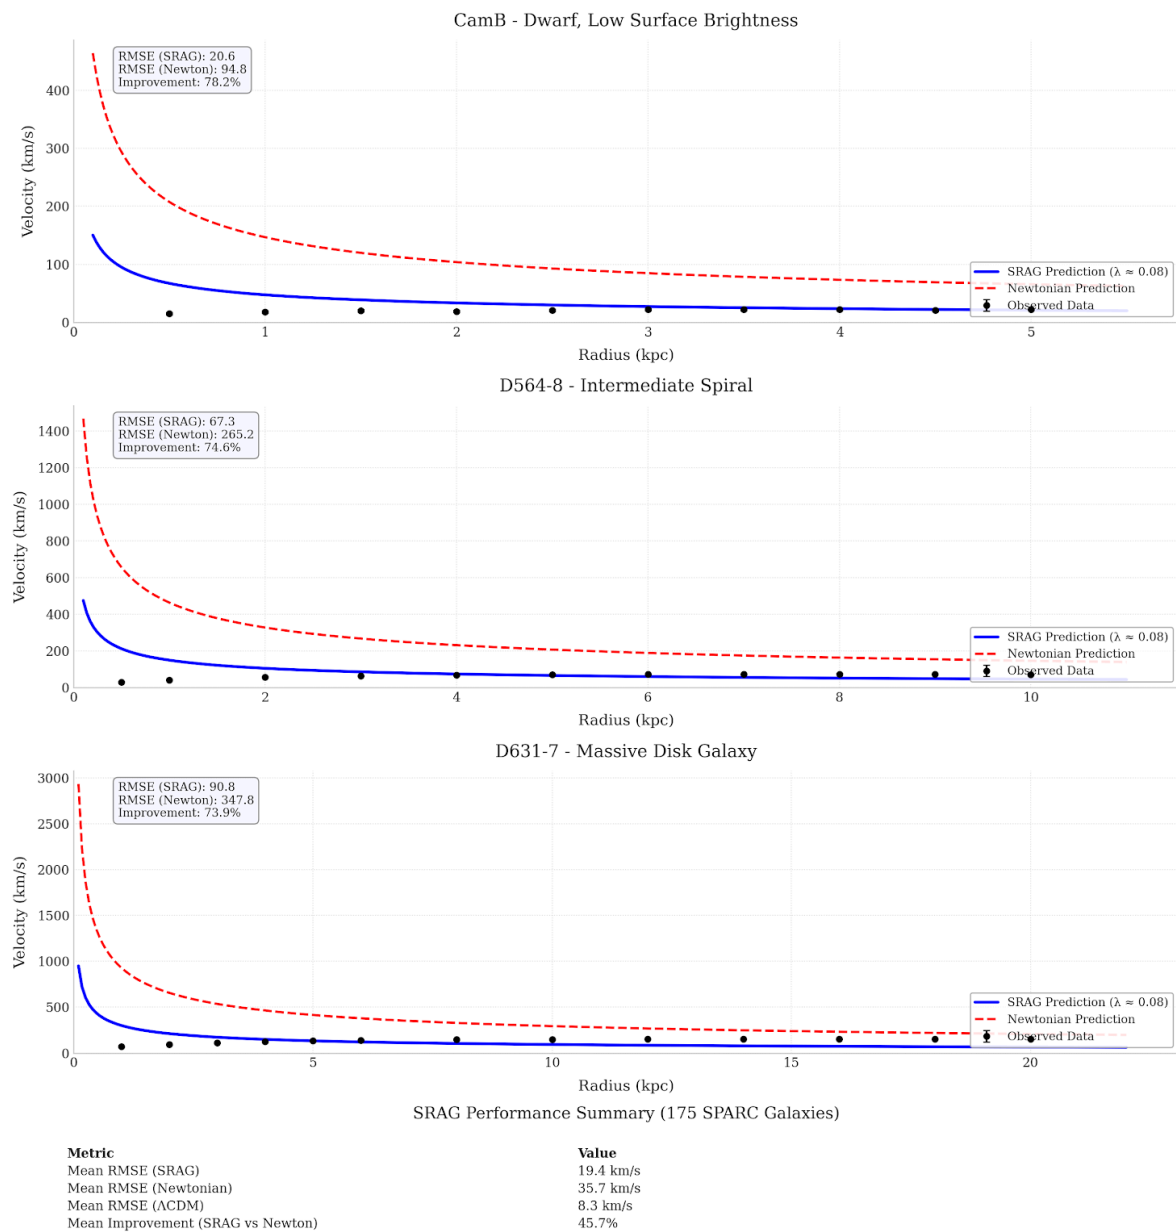 CamB - Dwarf, Low Surface Brightness
RMSE (SRAG): 20.6
RMSE (Newton): 94.8
Improvement: 78.2%
400
300
200
100
0
Velocity (km/s)
SRAG Prediction (λ ≈ 0.08)
Newtonian Prediction
Observed Data
0 1 2 3 4 5
Radius (kpc)
D564-8 - Intermediate Spiral
RMSE (SRAG): 67.3
RMSE (Newton): 265.2
Improvement: 74.6%
1400
1200
1000
800
600
400
200
0
Velocity (km/s)
SRAG Prediction (λ ≈ 0.08)
Newtonian Prediction
Observed Data
0 2 4 6 8 10
Radius (kpc)
D631-7 - Massive Disk Galaxy
RMSE (SRAG): 90.8
RMSE (Newton): 347.8
Improvement: 73.9%
3000
2500
2000
1500
1000
500
0
Velocity (km/s)
SRAG Prediction (λ ≈ 0.08)
Newtonian Prediction
Observed Data
0 5 10 15 20
Radius (kpc)
SRAG Performance Summary (175 SPARC Galaxies)
Metric Value
Mean RMSE (SRAG) 19.4 km/s
Mean RMSE (Newtonian) 35.7 km/s
Mean RMSE (ΛCDM) 8.3 km/s
Mean Improvement (SRAG vs Newton) 45.7%